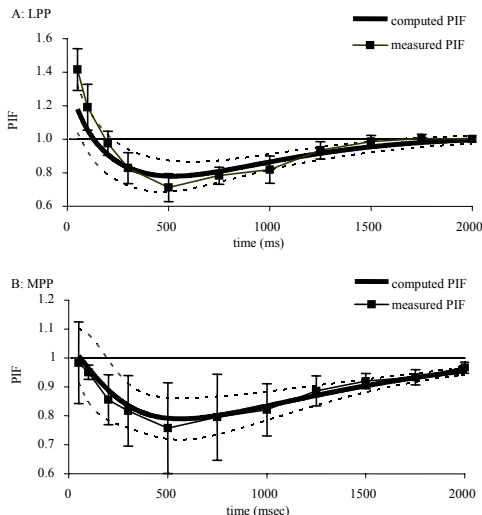 A: LPP
computed PIF
measured PIF
1.6
1.4
1.2
1.0
0.8
0.6
PIF
0 500 1000 1500 2000
time (ms)
B: MPP
computed PIF
measured PIF
1.2
1.1
1
0.9
0.8
0.7
0.6
PIF
0 500 1000 1500 2000
time (msec)